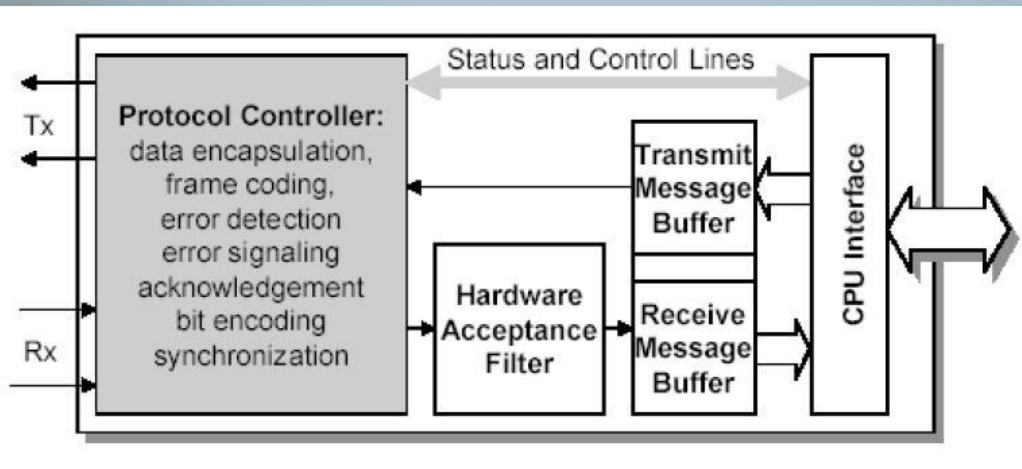 Status and Control Lines
Tx
Rx
Protocol Controller:
data encapsulation,
frame coding,
error detection
error signaling
acknowledgement
bit encoding
synchronization
Hardware
Acceptance
Filter
Transmit
Message
Buffer
Receive
Message
Buffer
CPU Interface